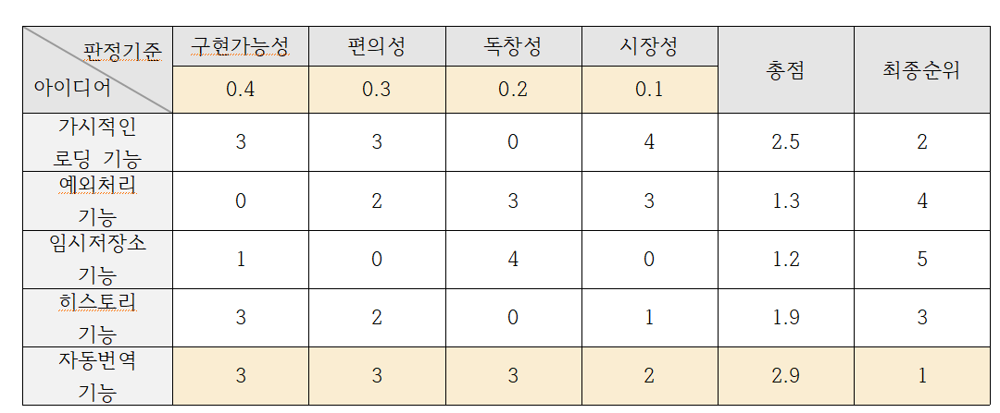 판정기준 구현가능성 편의성 독창성 시장성 총점 최종순위
아이디어 0.4 0.3 0.2 0.1
가시적인
로딩 기능 3 3 0 4 2.5 2
예외처리
기능 0 2 3 3 1.3 4
임시저장소
기능 1 0 4 0 1.2 5
히스토리
기능 3 2 0 1 1.9 3
자동번역
기능 3 3 3 2 2.9 1